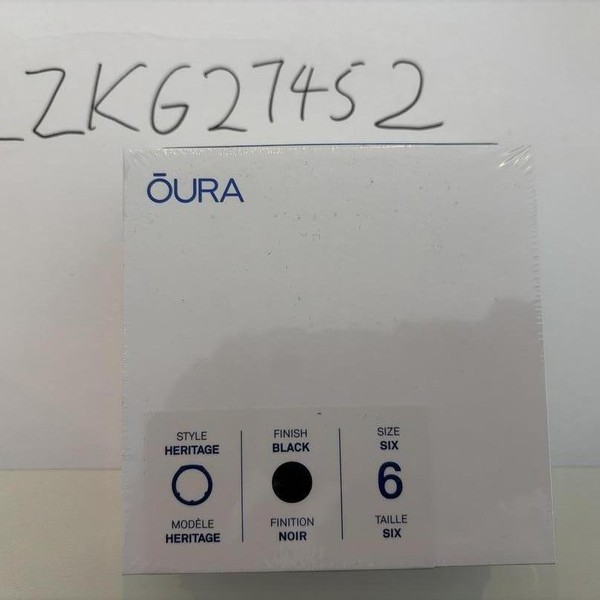 ZKG27452
ŌURA
STYLE
HERITAGE
MODÈLE
HERITAGE
FINISH
BLACK
FINITION
NOIR
SIZE
SIX
6
TAILLE
SIX